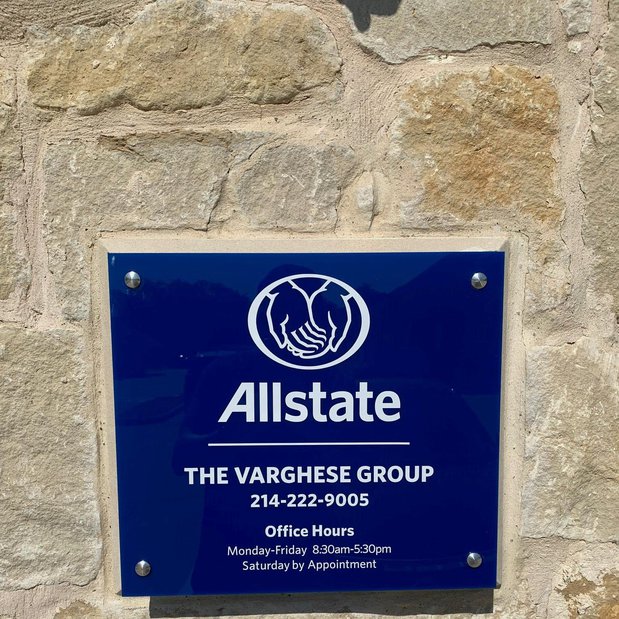 Allstate
THE VARGHESE GROUP
214-222-9005
Office Hours
Monday-Friday 8:30am-5:30pm
Saturday by Appointment